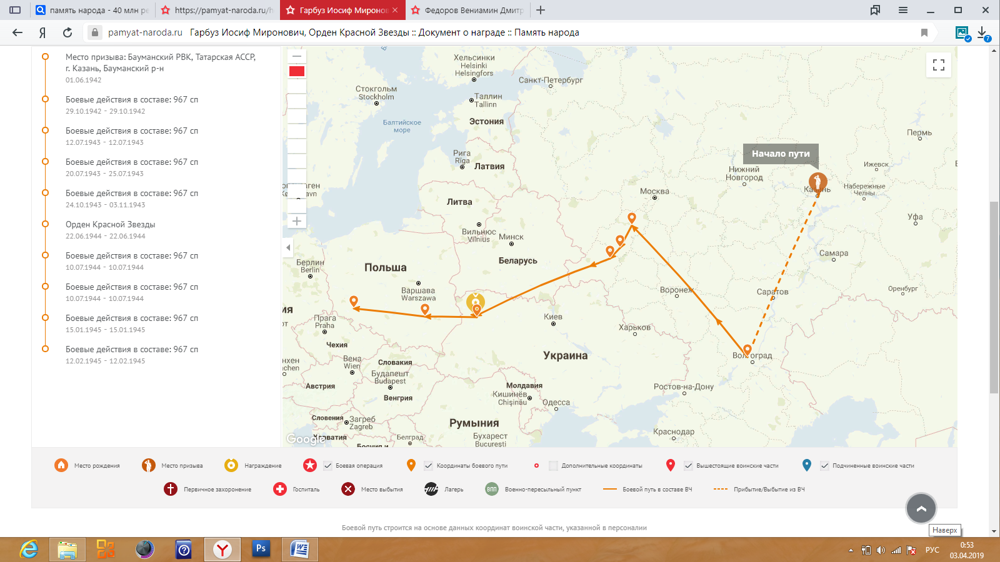 память народа - 40 млн ре
https://pamyat-naroda.ru/h
Гарбуз Иосиф Миронов
Федоров Вениамин Дмитр
Я
pamyat-naroda.ru Гарбуз Иосиф Миронович, Орден Красной Звезды :: Документ о награде :: Память народа
7
Место призыва: Бауманский РВК, Татарская АССР,
г. Казань, Бауманский р-н
01.06.1942
Боевые действия в составе: 967 сп
29.10.1942 - 29.10.1942
Боевые действия в составе: 967 сп
12.07.1943 - 12.07.1943
Боевые действия в составе: 967 сп
20.07.1943 - 25.07.1943
Боевые действия в составе: 967 сп
24.10.1943 - 03.11.1943
Орден Красной Звезды
22.06.1944 - 22.06.1944
Боевые действия в составе: 967 сп
10.07.1944 - 10.07.1944
Боевые действия в составе: 967 сп
10.07.1944 - 10.07.1944
Боевые действия в составе: 967 сп
15.01.1945 - 15.01.1945
Боевые действия в составе: 967 сп
12.02.1945 - 12.02.1945
Хельсинки
Helsinki
Helsingfors
Санкт-Петербург
Стокгольм
Stockholm
Таллин
Tallinn
Эстония
Балтийское
море
Пермь
Начало пути
Рига
Rīga
Латвия
Нижний
Новгород
Ижевск
Казань
Набережные
Челны
Москва
Литва
Уфа
Вильнюс
Vilnius
Минск
Беларусь
Самара
Берлин
Berlin
Польша
Варшава
Warszawa
Воронеж
Саратов
Оренбург
Прага
Praha
Киев
Харьков
Чехия
Украина
Волгоград
Вена
Wien
Словакия
Будапешт
Budapest
Австрия
Венгрия
Молдавия
Кишинёв
Chișinău
Одесса
Ростов-на-Дону
Словения
Загреб
Zagreb
Румыния
Краснодар
Хорватия
Белград
Бухарест
București
Босния и
Google
Место рождения
Место призыва
Награждение
Боевая операция
Координаты боевого пути
Дополнительные координаты
Вышестоящие воинские части
Подчиненные воинские части
Первичное захоронение
Госпиталь
Место выбытия
Лагерь
ВПП
Военно-пересыльный пункт
Боевой путь в составе ВЧ
Прибытие/Выбытие из ВЧ
Боевой путь строится на основе данных координат воинской части, указанной в персоналии
Наверх
Ps
РУС
0:53
03.04.2019